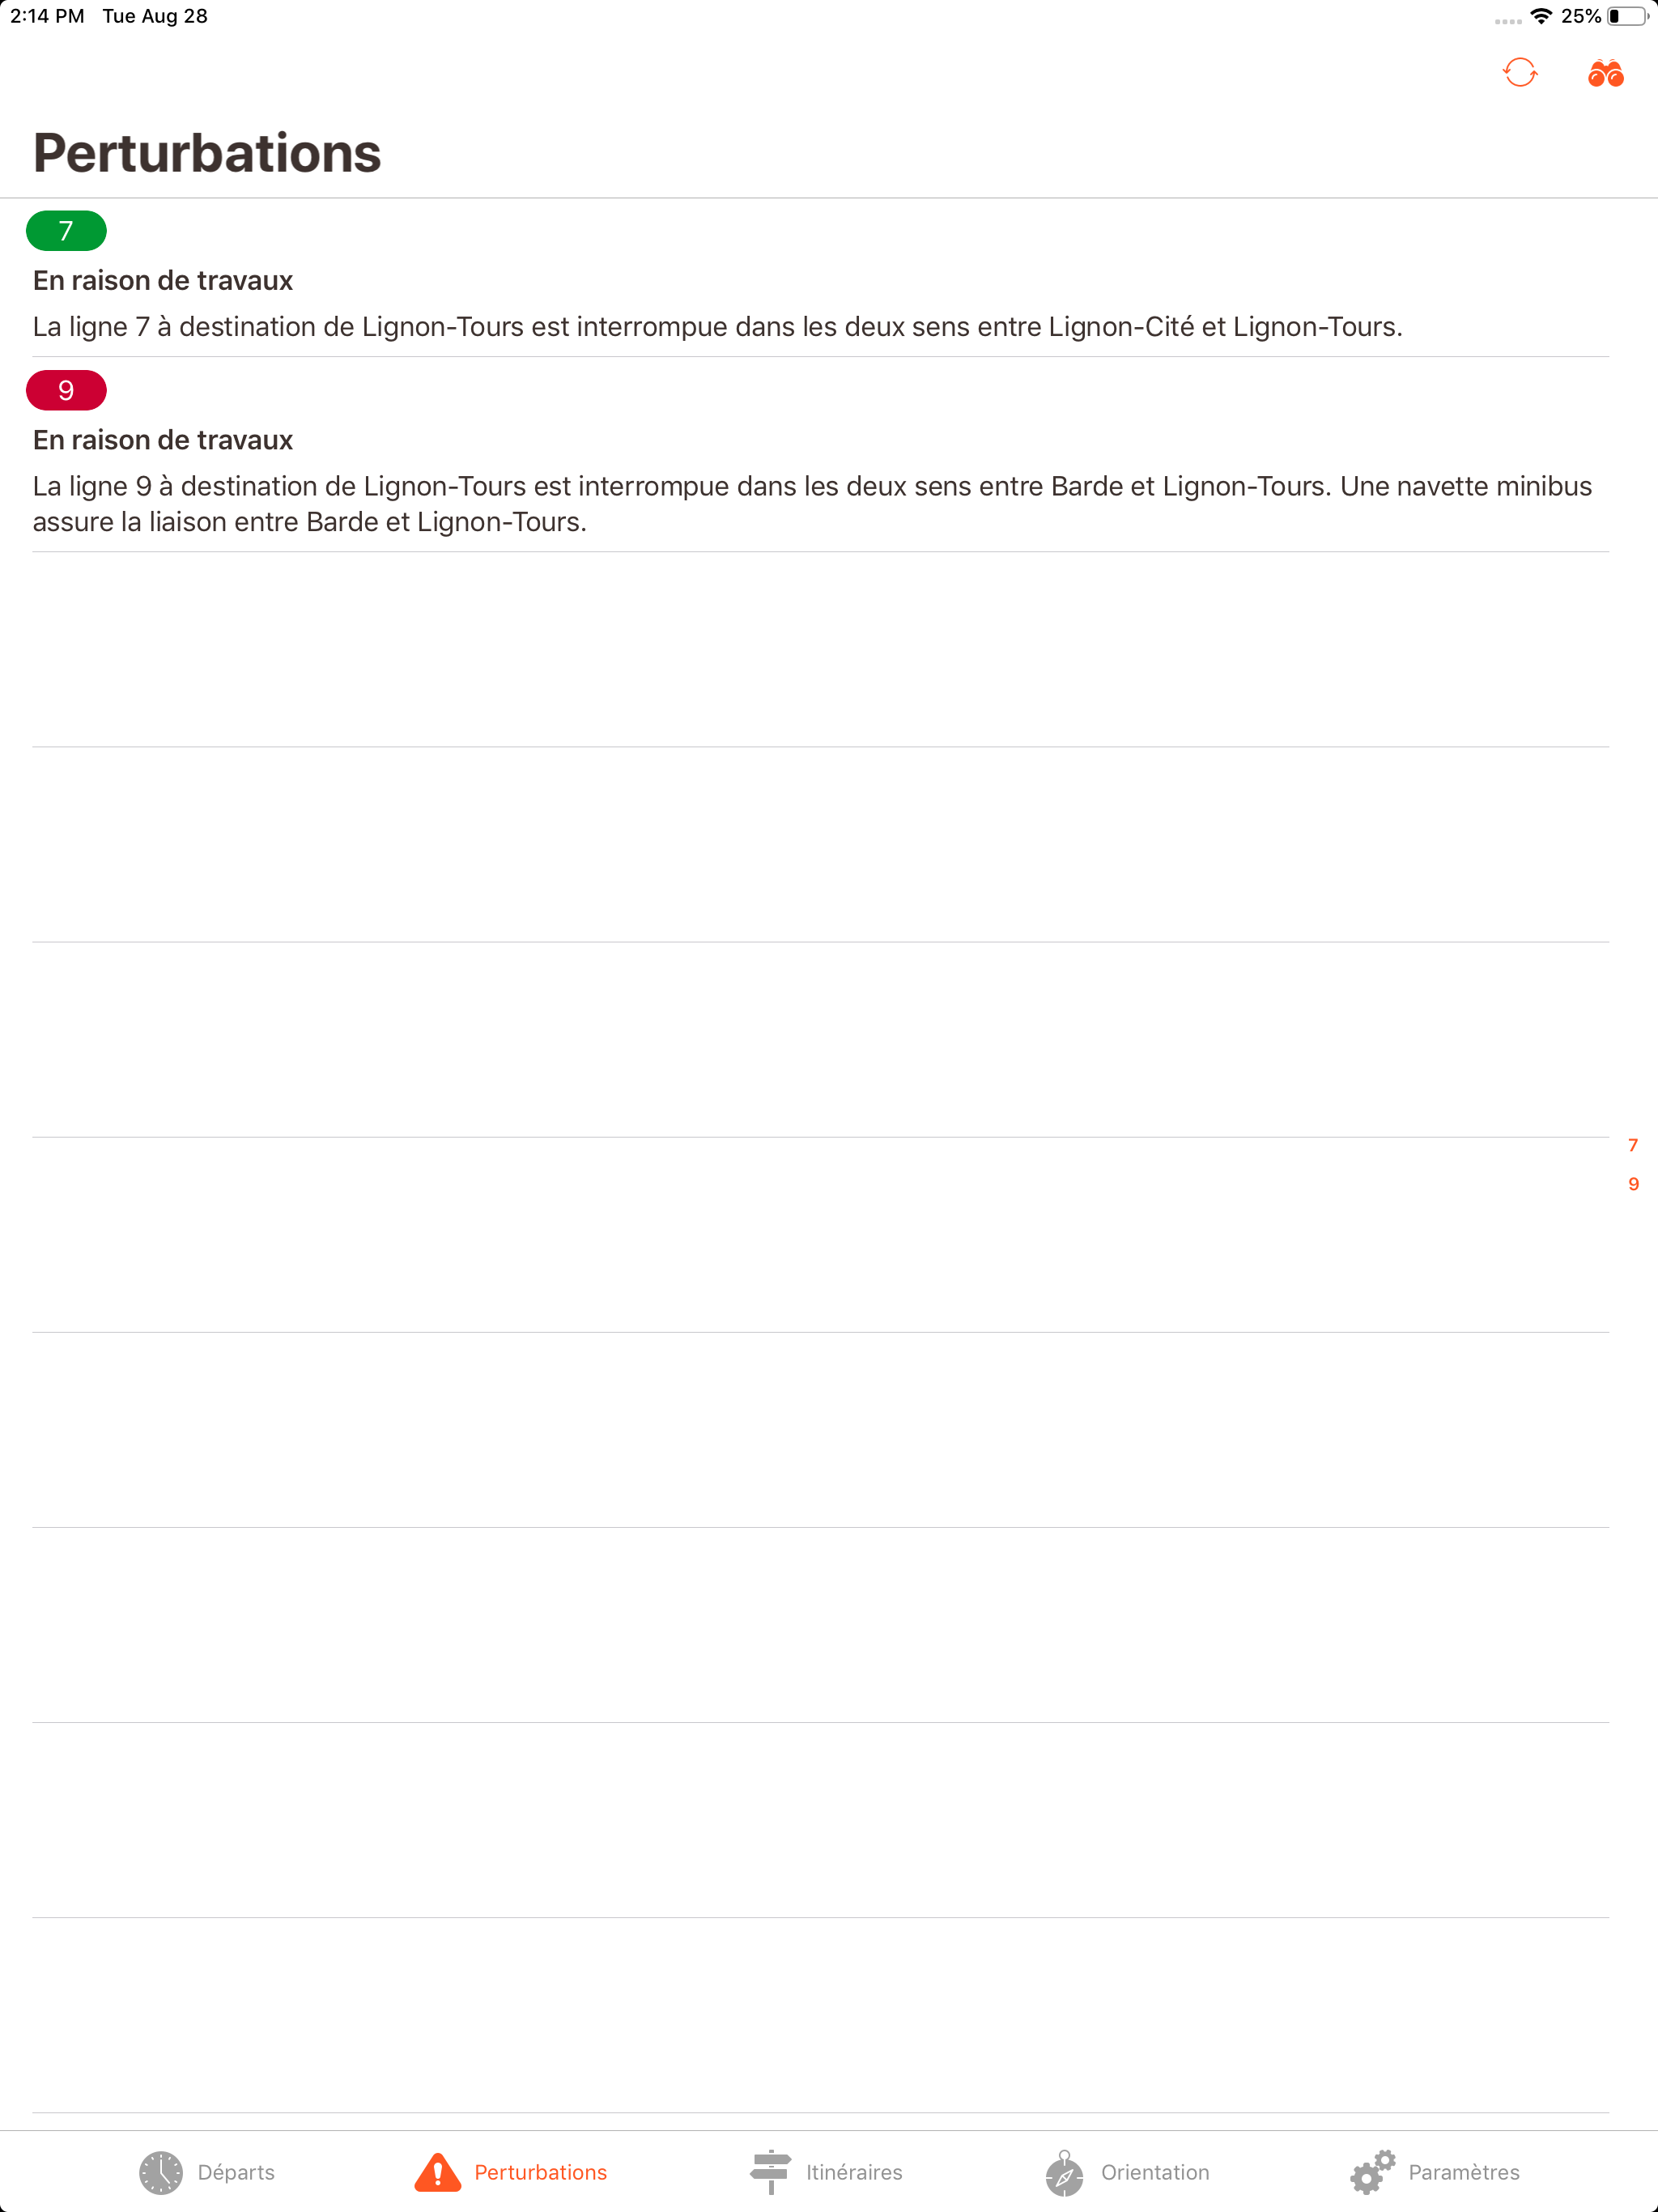 2:14 PM Tue Aug 28
25%
Perturbations
7
En raison de travaux
La ligne 7 à destination de Lignon-Tours est interrompue dans les deux sens entre Lignon-Cité et Lignon-Tours.
9
En raison de travaux
La ligne 9 à destination de Lignon-Tours est interrompue dans les deux sens entre Barde et Lignon-Tours. Une navette minibus
assure la liaison entre Barde et Lignon-Tours.
7
9
Départs
Perturbations
Itinéraires
Orientation
Paramètres